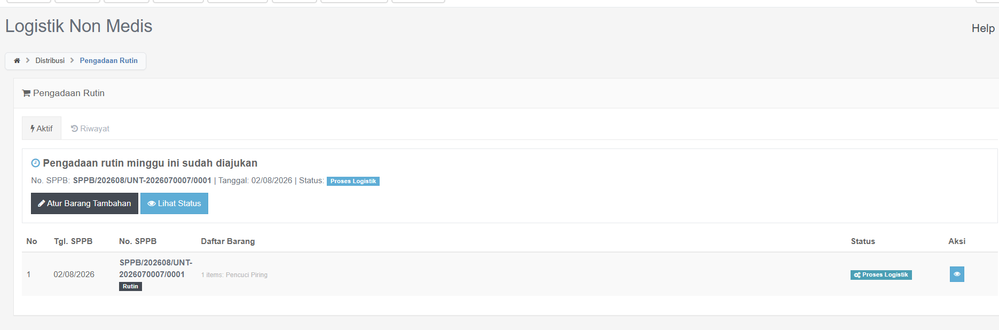 Logistik Non Medis
Help
Distribusi
Pengadaan Rutin
Pengadaan Rutin
Aktif
Riwayat
Pengadaan rutin minggu ini sudah diajukan
No. SPPB: SPPB/202608/UNT-2026070007/0001 | Tanggal: 02/08/2026 | Status: Proses Logistik
Atur Barang Tambahan
Lihat Status
No Tgl. SPPB No. SPPB Daftar Barang Status Aksi
1 02/08/2026
SPPB/202608/UNT-
2026070007/0001
Rutin
1 items: Pencuci Piring
Proses Logistik